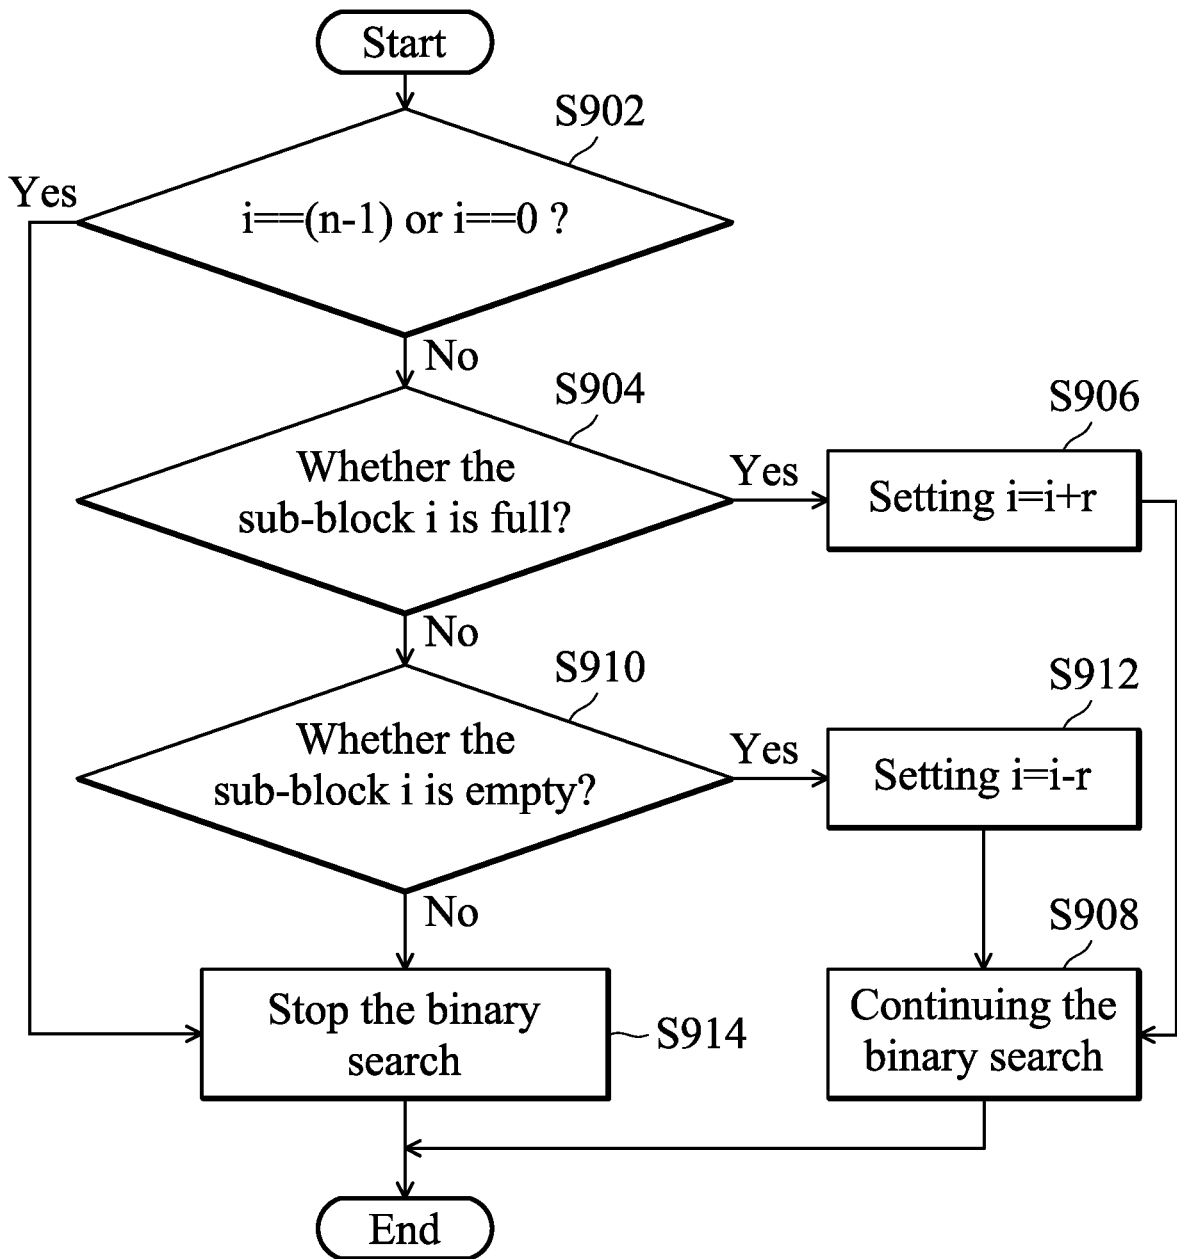 Start
S902
Yes
i==(n-1) or i==0 ?
No
S904
S906
Whether the
sub-block i is full?
Yes
Setting i=i+r
No
S910
S912
Whether the
sub-block i is empty?
Yes
Setting i=i-r
No
S908
Stop the binary
search
S914
Continuing the
binary search
End